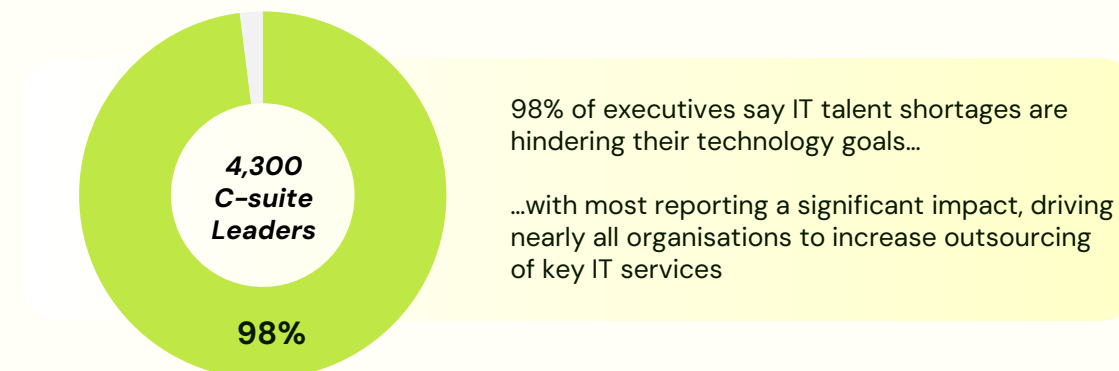 4,300
C-suite
Leaders
98%
98% of executives say IT talent shortages are
hindering their technology goals...
...with most reporting a significant impact, driving
nearly all organisations to increase outsourcing
of key IT services